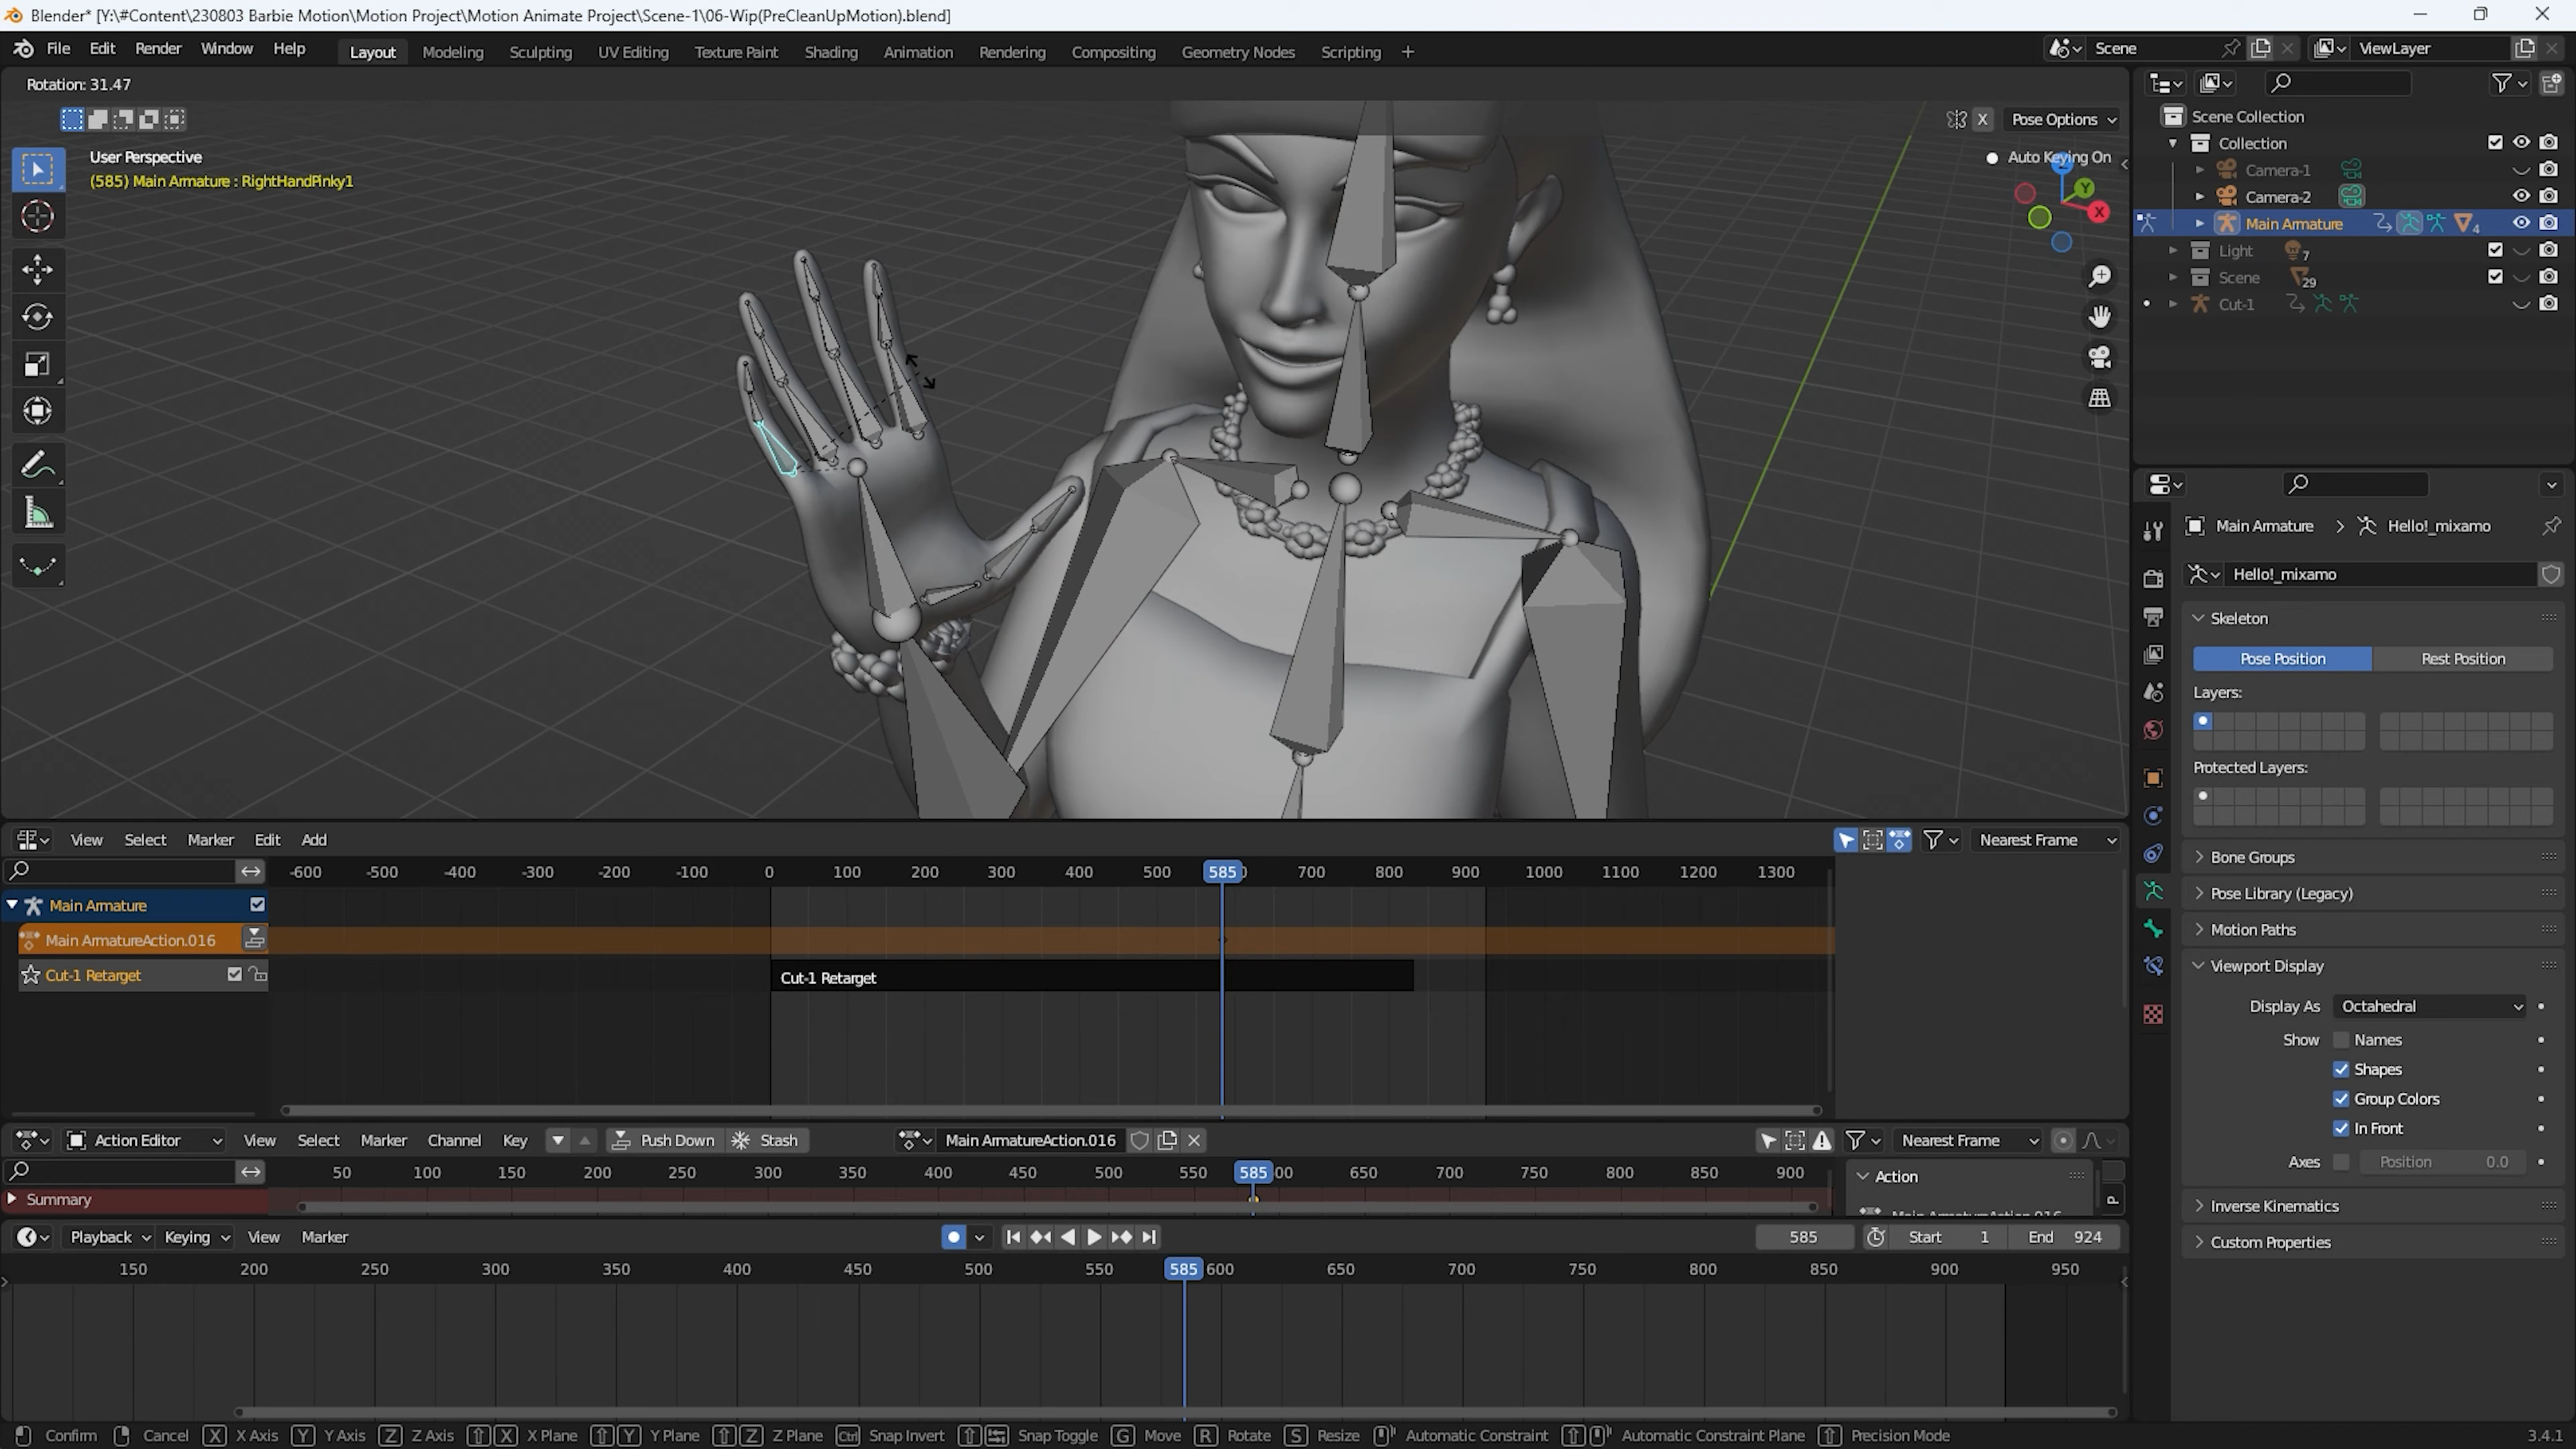 Blender* [Y:\#Content\230803 Barbie Motion\Motion Project\Motion Animate Project\Scene-1\06-Wip(PreCleanUpMotion).blend]
File Edit Render Window Help Layout Modeling Sculpting UV Editing Texture Paint Shading Animation Rendering Compositing Geometry Nodes Scripting + Scene ViewLayer
Rotation: 31.47
X Pose Options
User Perspective
(585) Main Armature : RightHandPinky1
Auto Keying On
Y
X
Scene Collection
Collection
Camera-1
Camera-2
Main Armature 4
Light 7
Scene 29
Cut-1
Main Armature > Hello!_mixamo
Hello!_mixamo
Skeleton
Pose Position Rest Position
Layers:
Protected Layers:
Bone Groups
Pose Library (Legacy)
Motion Paths
Viewport Display
Display As Octahedral
Show Names
Shapes
Group Colors
In Front
Axes Position 0.0
Inverse Kinematics
Custom Properties
View Select Marker Edit Add Nearest Frame
-600 -500 -400 -300 -200 -100 0 100 200 300 400 500 585 700 800 900 1000 1100 1200 1300
Main Armature
Main ArmatureAction.016
Cut-1 Retarget Cut-1 Retarget
Action Editor View Select Marker Channel Key Push Down Stash Main ArmatureAction.016 Nearest Frame
50 100 150 200 250 300 350 400 450 500 550 585 00 650 700 750 800 850 900 Action
Summary
Playback Keying View Marker 585 Start 1 End 924
150 200 250 300 350 400 450 500 550 585 600 650 700 750 800 850 900 950
Confirm Cancel X X Axis Y Y Axis Z Z Axis X X Plane Y Y Plane Z Z Plane Ctrl Snap Invert Snap Toggle G Move R Rotate S Resize Automatic Constraint Automatic Constraint Plane Precision Mode 3.4.1